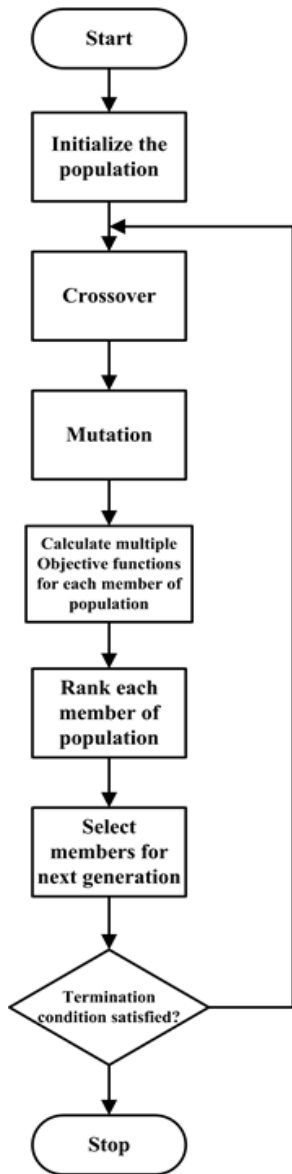 Start
Initialize the
population
Crossover
Mutation
Calculate multiple
Objective functions
for each member of
population
Rank each
member of
population
Select
members for
next generation
Termination
condition satisfied?
Stop